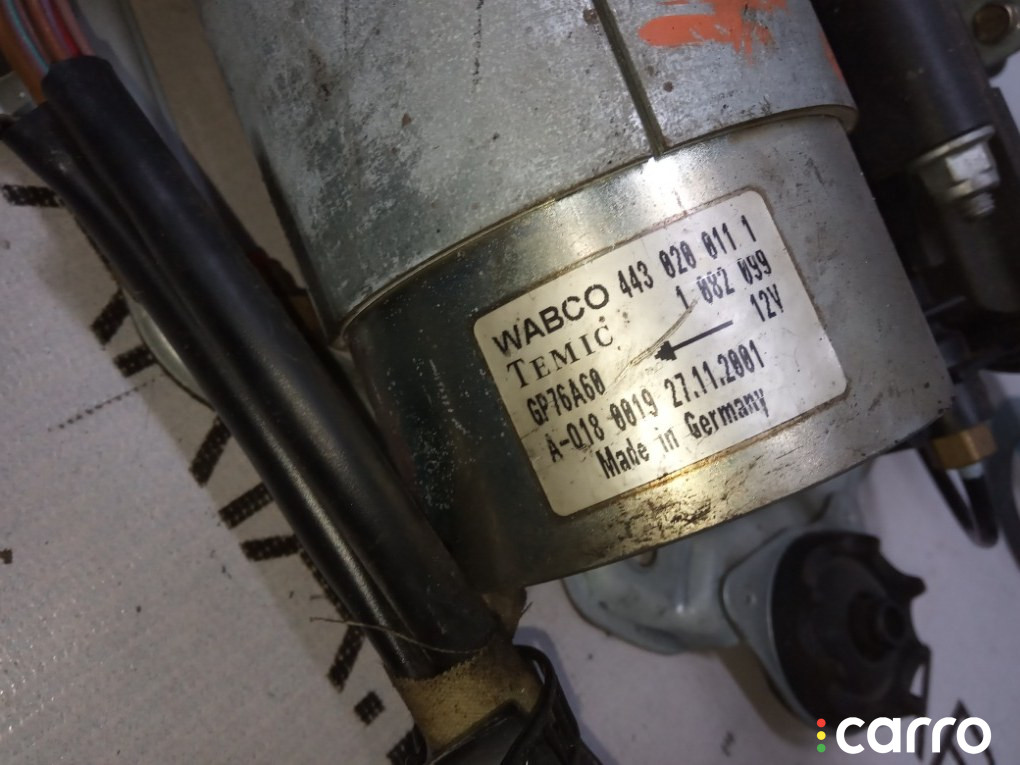 WABCO 443 020 011 1
TEMIC 1 082 099
GP76A60 12V
A-018 0019 27.11.2001
Made in Germany
carro